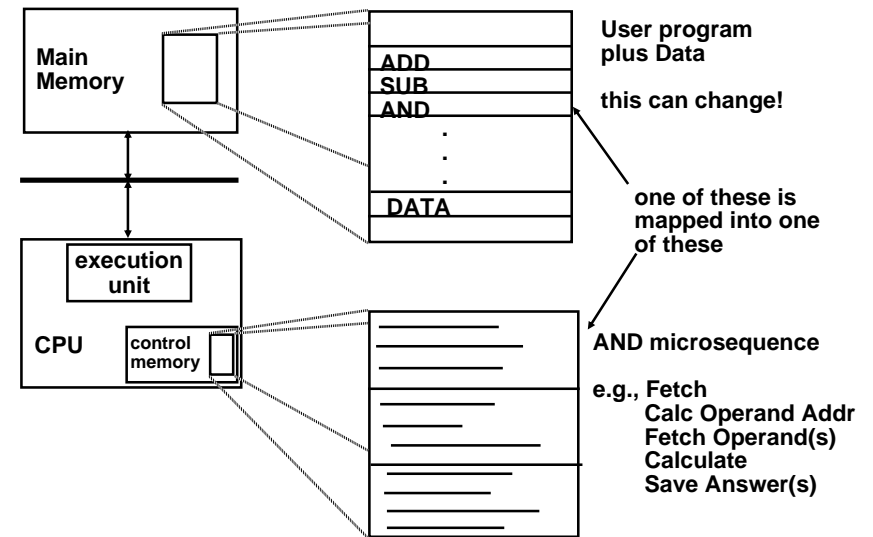 Main
Memory
ADD
SUB
AND
.
.
.
DATA
User program
plus Data
this can change!
one of these is
mapped into one
of these
execution
unit
CPU
control
memory
AND microsequence
e.g., Fetch
Calc Operand Addr
Fetch Operand(s)
Calculate
Save Answer(s)